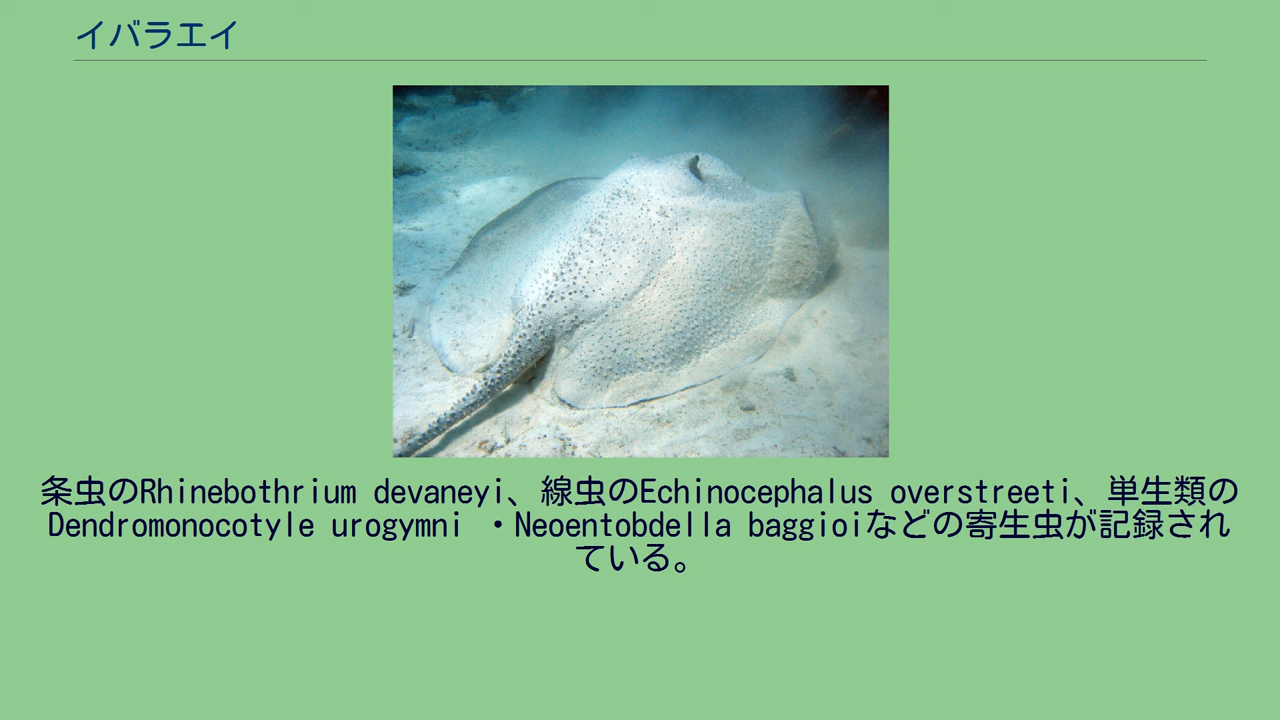 イバラエイ
条虫のRhinebothrium devaneyi、線虫のEchinocephalus overstreeti、単生類の
Dendromonocotyle urogymni ・Neoentobdella baggioiなどの寄生虫が記録され
ている。